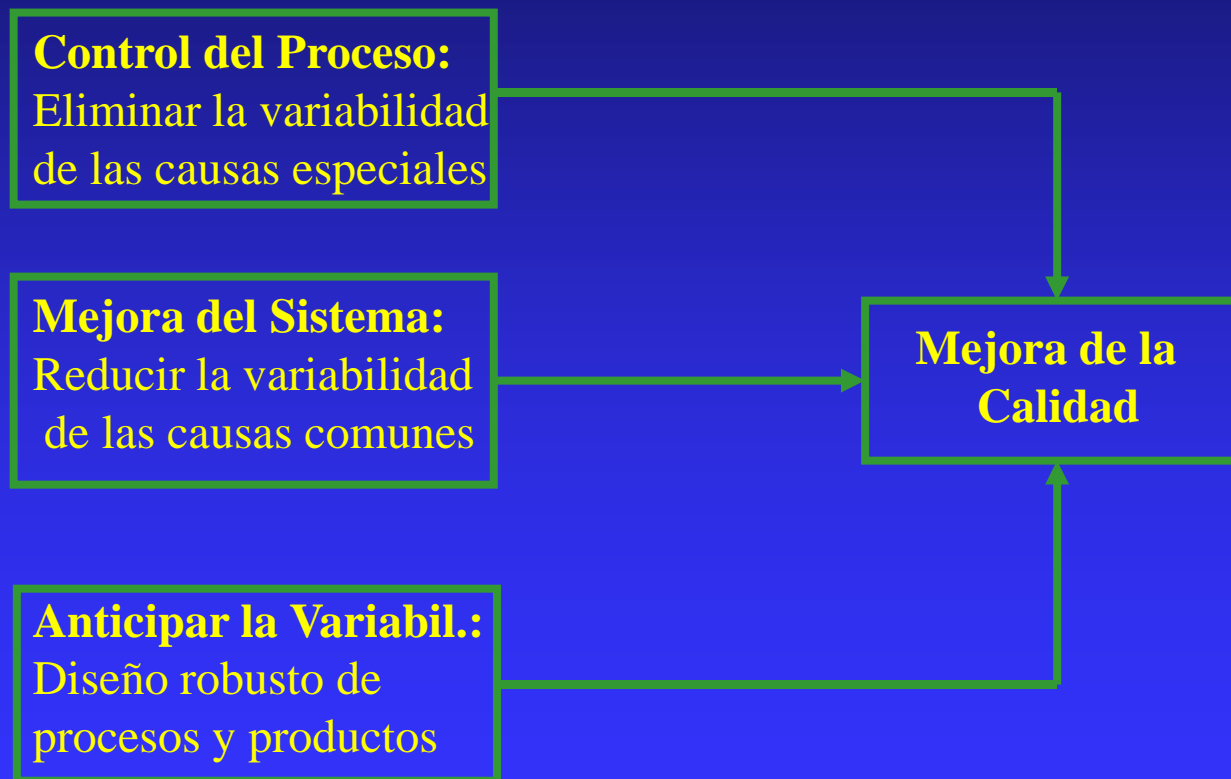 Control del Proceso:
Eliminar la variabilidad
de las causas especiales
Mejora del Sistema:
Reducir la variabilidad
de las causas comunes
Mejora de la
Calidad
Anticipar la Variabil.:
Diseño robusto de
procesos y productos